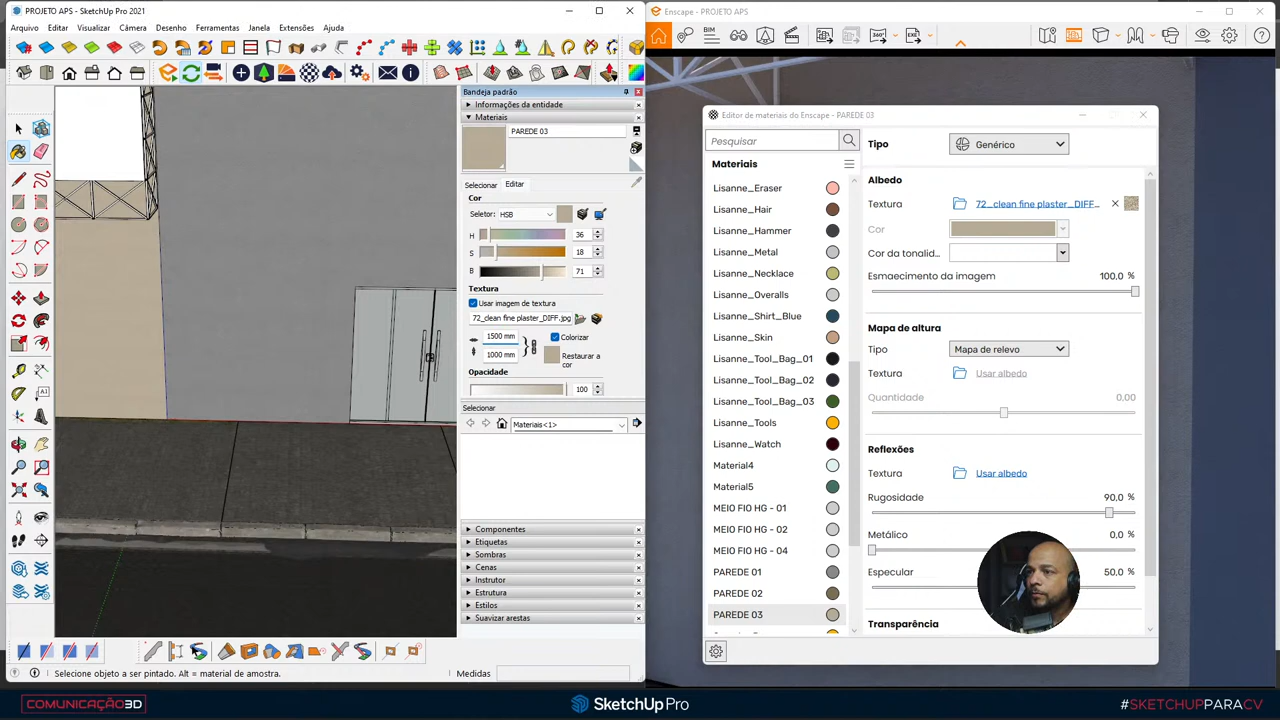 PROJETO APS - SketchUp Pro 2021
Enscape - PROJETO APS
Arquivo Editar Visualizar Câmera Desenho Ferramentas Janela Extensões Ajuda
BIM
360°
EXE
Bandeja padrão
Informações da entidade
Materiais
PAREDE 03
Selecionar Editar
Cor
Seletor: HSB
H 36
S 18
B 71
Textura
Usar imagem de textura
72_clean fine plaster_DIFF.jpg
1500 mm
Colorizar
1000 mm
Restaurar a cor
Opacidade
100
Selecionar
Materiais<1>
Componentes
Etiquetas
Sombras
Cenas
Instrutor
Estrutura
Estilos
Suavizar arestas
Selecione objeto a ser pintado. Alt = material de amostra.
Medidas
Editor de materiais do Enscape - PAREDE 03
Pesquisar
Materiais
Lisanne_Eraser
Lisanne_Hair
Lisanne_Hammer
Lisanne_Metal
Lisanne_Necklace
Lisanne_Overalls
Lisanne_Shirt_Blue
Lisanne_Skin
Lisanne_Tool_Bag_01
Lisanne_Tool_Bag_02
Lisanne_Tool_Bag_03
Lisanne_Tools
Lisanne_Watch
Material4
Material5
MEIO FIO HG - 01
MEIO FIO HG - 02
MEIO FIO HG - 04
PAREDE 01
PAREDE 02
PAREDE 03
Tipo Genérico
Albedo
Textura 72_clean fine plaster_DIFF...
Cor
Cor da tonalid...
Esmaecimento da imagem 100,0 %
Mapa de altura
Tipo Mapa de relevo
Textura Usar albedo
Quantidade 0,00
Reflexões
Textura Usar albedo
Rugosidade 90,0 %
Metálico 0,0 %
Especular 50,0 %
Transparência
COMUNICAÇÃO3D
SketchUp Pro
#SKETCHUPPARACV